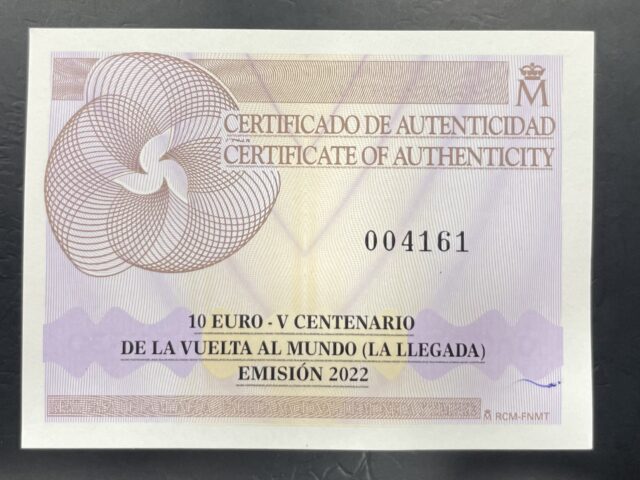 M
CERTIFICADO DE AUTENTICIDAD
CERTIFICATE OF AUTHENTICITY
004161
10 EURO - V CENTENARIO
DE LA VUELTA AL MUNDO (LA LLEGADA)
EMISIÓN 2022
M RCM-FNMT